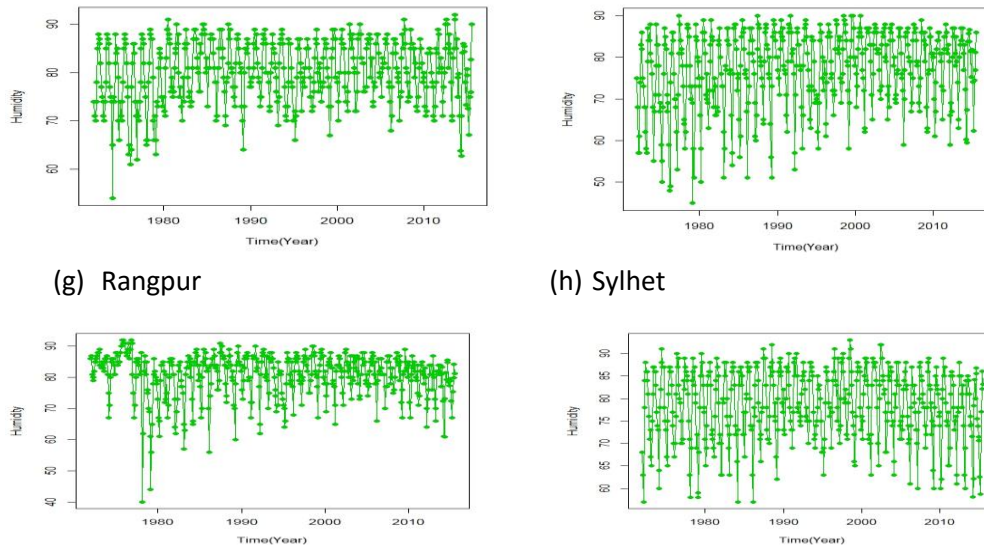 Humidity
60 70 80 90
1980 1990 2000 2010
Time(Year)
Humidity
50 60 70 80 90
1980 1990 2000 2010
Time(Year)
(g) Rangpur
(h) Sylhet
Humidity
40 50 60 70 80 90
1980 1990 2000 2010
Time(Year)
Humidity
60 65 70 75 80 85 90
1980 1990 2000 2010
Time(Year)